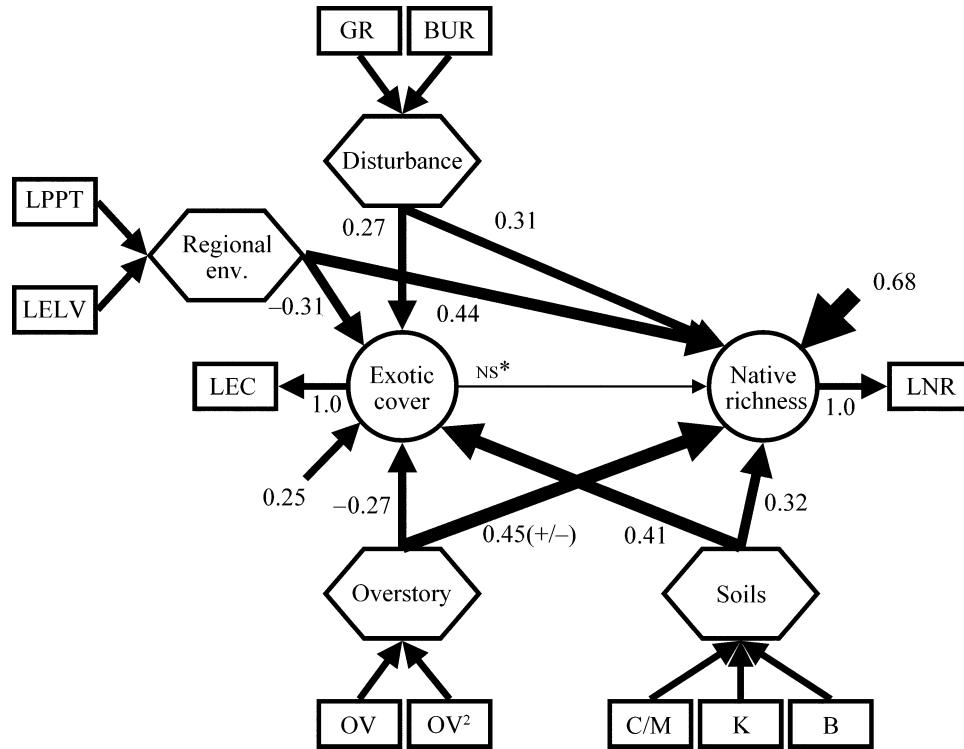 GR
BUR
Disturbance
LPPT
0.27
0.31
Regional
env.
0.68
LELV
–0.31
0.44
LEC
Exotic
cover
NS*
Native
richness
LNR
1.0
1.0
0.25
–0.27
0.45(+/–)
0.41
0.32
Overstory
Soils
OV
OV²
C/M
K
B